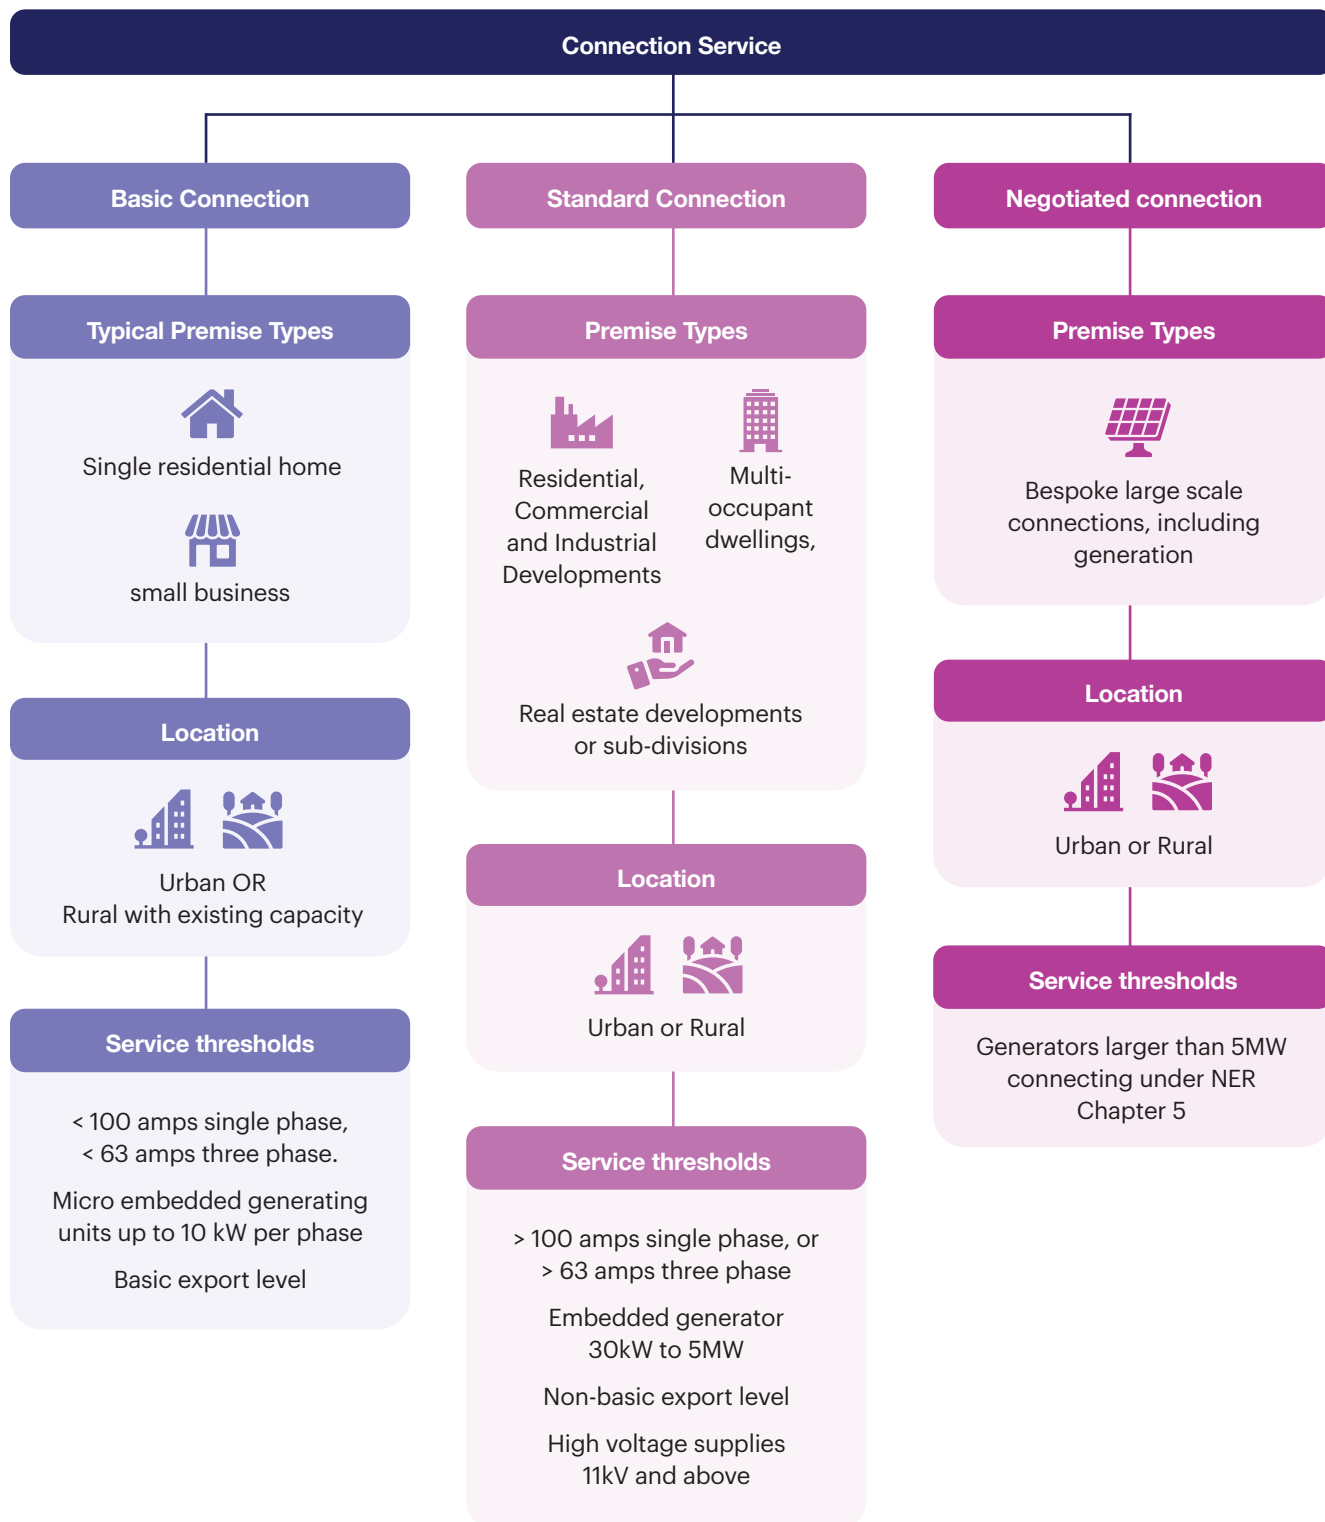 Connection Service
Basic Connection
Typical Premise Types
Single residential home
small business
Location
Urban OR
Rural with existing capacity
Service thresholds
< 100 amps single phase,
< 63 amps three phase.
Micro embedded generating
units up to 10 kW per phase
Basic export level
Standard Connection
Premise Types
Residential,
Commercial
and Industrial
Developments
Multi-
occupant
dwellings,
Real estate developments
or sub-divisions
Location
Urban or Rural
Service thresholds
> 100 amps single phase, or
> 63 amps three phase
Embedded generator
30kW to 5MW
Non-basic export level
High voltage supplies
11kV and above
Negotiated connection
Premise Types
Bespoke large scale
connections, including
generation
Location
Urban or Rural
Service thresholds
Generators larger than 5MW
connecting under NER
Chapter 5